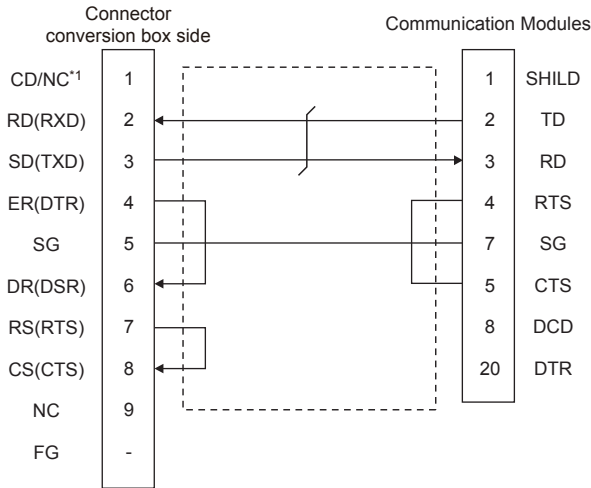 Connector
conversion box side
Communication Modules
CD/NC*1 1 1 SHILD
RD(RXD) 2 2 TD
SD(TXD) 3 3 RD
ER(DTR) 4 4 RTS
SG 5 7 SG
DR(DSR) 6 5 CTS
RS(RTS) 7 8 DCD
CS(CTS) 8 20 DTR
NC 9
FG -